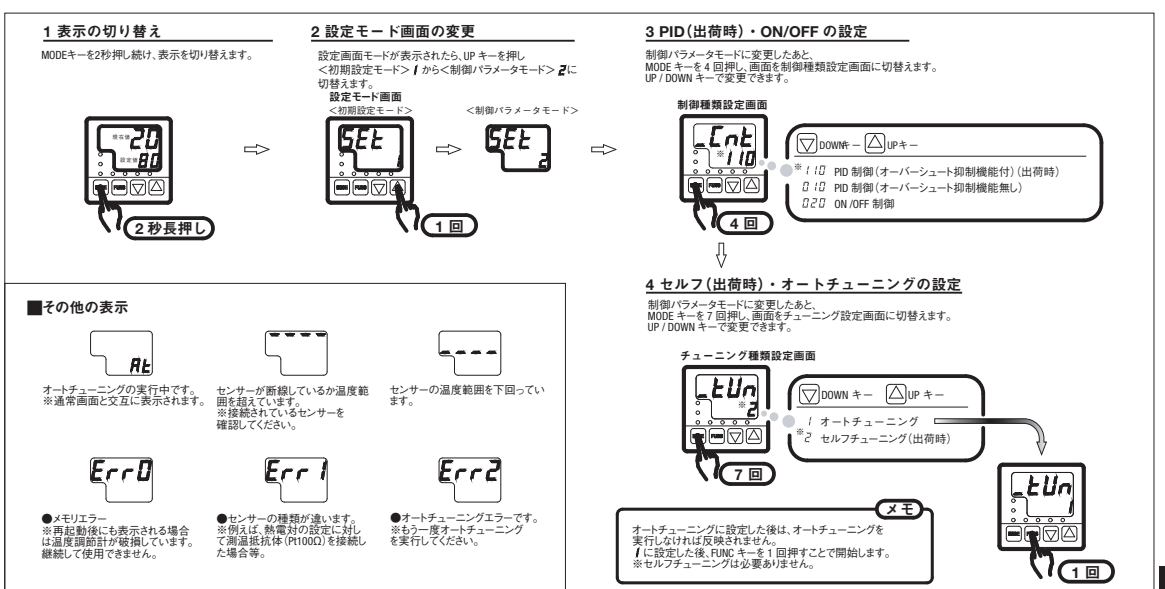 1 表示の切り替え
MODEキーを2秒押し続け、表示を切り替えます。
現在値 20
設定値 80
MODE FUNC
2 秒長押し
2 設定モード画面の変更
設定画面モードが表示されたら、UP キーを押し
＜初期設定モード＞ 1 から＜制御パラメータモード＞ 2に
切替えます。
設定モード画面
＜初期設定モード＞
＜制御パラメータモード＞
SEt
1
MODE FUNC
1 回
SEt
2
3 PID（出荷時）・ON/OFF の設定
制御パラメータモードに変更したあと、
MODE キーを 4 回押し、画面を制御種類設定画面に切替えます。
UP / DOWN キーで変更できます。
制御種類設定画面
_Cnt
※ 110
MODE FUNC
4 回
DOWNキー UPキー
※ 110 PID 制御（オーバーシュート抑制機能付）（出荷時）
010 PID 制御（オーバーシュート抑制機能無し）
020 ON /OFF 制御
4 セルフ（出荷時）・オートチューニングの設定
制御パラメータモードに変更したあと、
MODE キーを 7 回押し、画面をチューニング設定画面に切替えます。
UP / DOWN キーで変更できます。
チューニング種類設定画面
_tUn
※ 2
MODE FUNC
7 回
DOWN キー UP キー
1 オートチューニング
※2 セルフチューニング（出荷時）
_tUn
1
MODE FUNC
1 回
メモ
オートチューニングに設定した後は、オートチューニングを
実行しなければ反映されません。
1 に設定した後、FUNC キーを 1 回押すことで開始します。
※セルフチューニングは必要ありません。
■その他の表示
At
オートチューニングの実行中です。
※通常画面と交互に表示されます。
センサーが断線しているか温度範
囲を超えています。
※接続されているセンサーを
確認してください。
センサーの温度範囲を下回ってい
ます。
Err0
●メモリエラー
※再起動後にも表示される場合
は温度調節計が破損しています。
継続して使用できません。
Err1
●センサーの種類が違います。
※例えば、熱電対の設定に対し
て測温抵抗体（Pt100Ω）を接続し
た場合等。
Err2
●オートチューニングエラーです。
※もう一度オートチューニング
を実行してください。